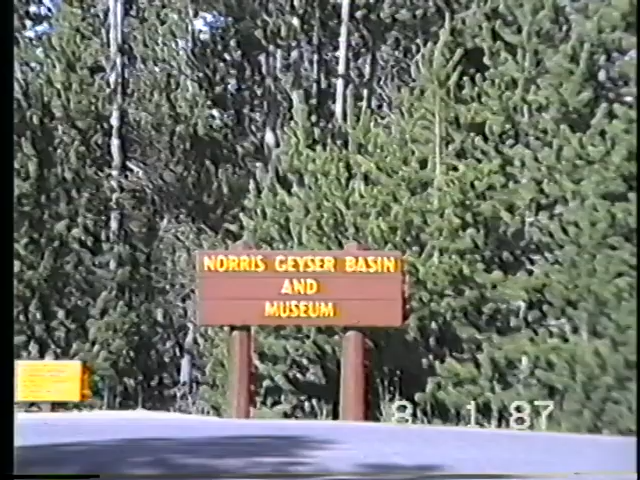 NORRIS GEYSER BASIN
AND
MUSEUM
8. 1.87